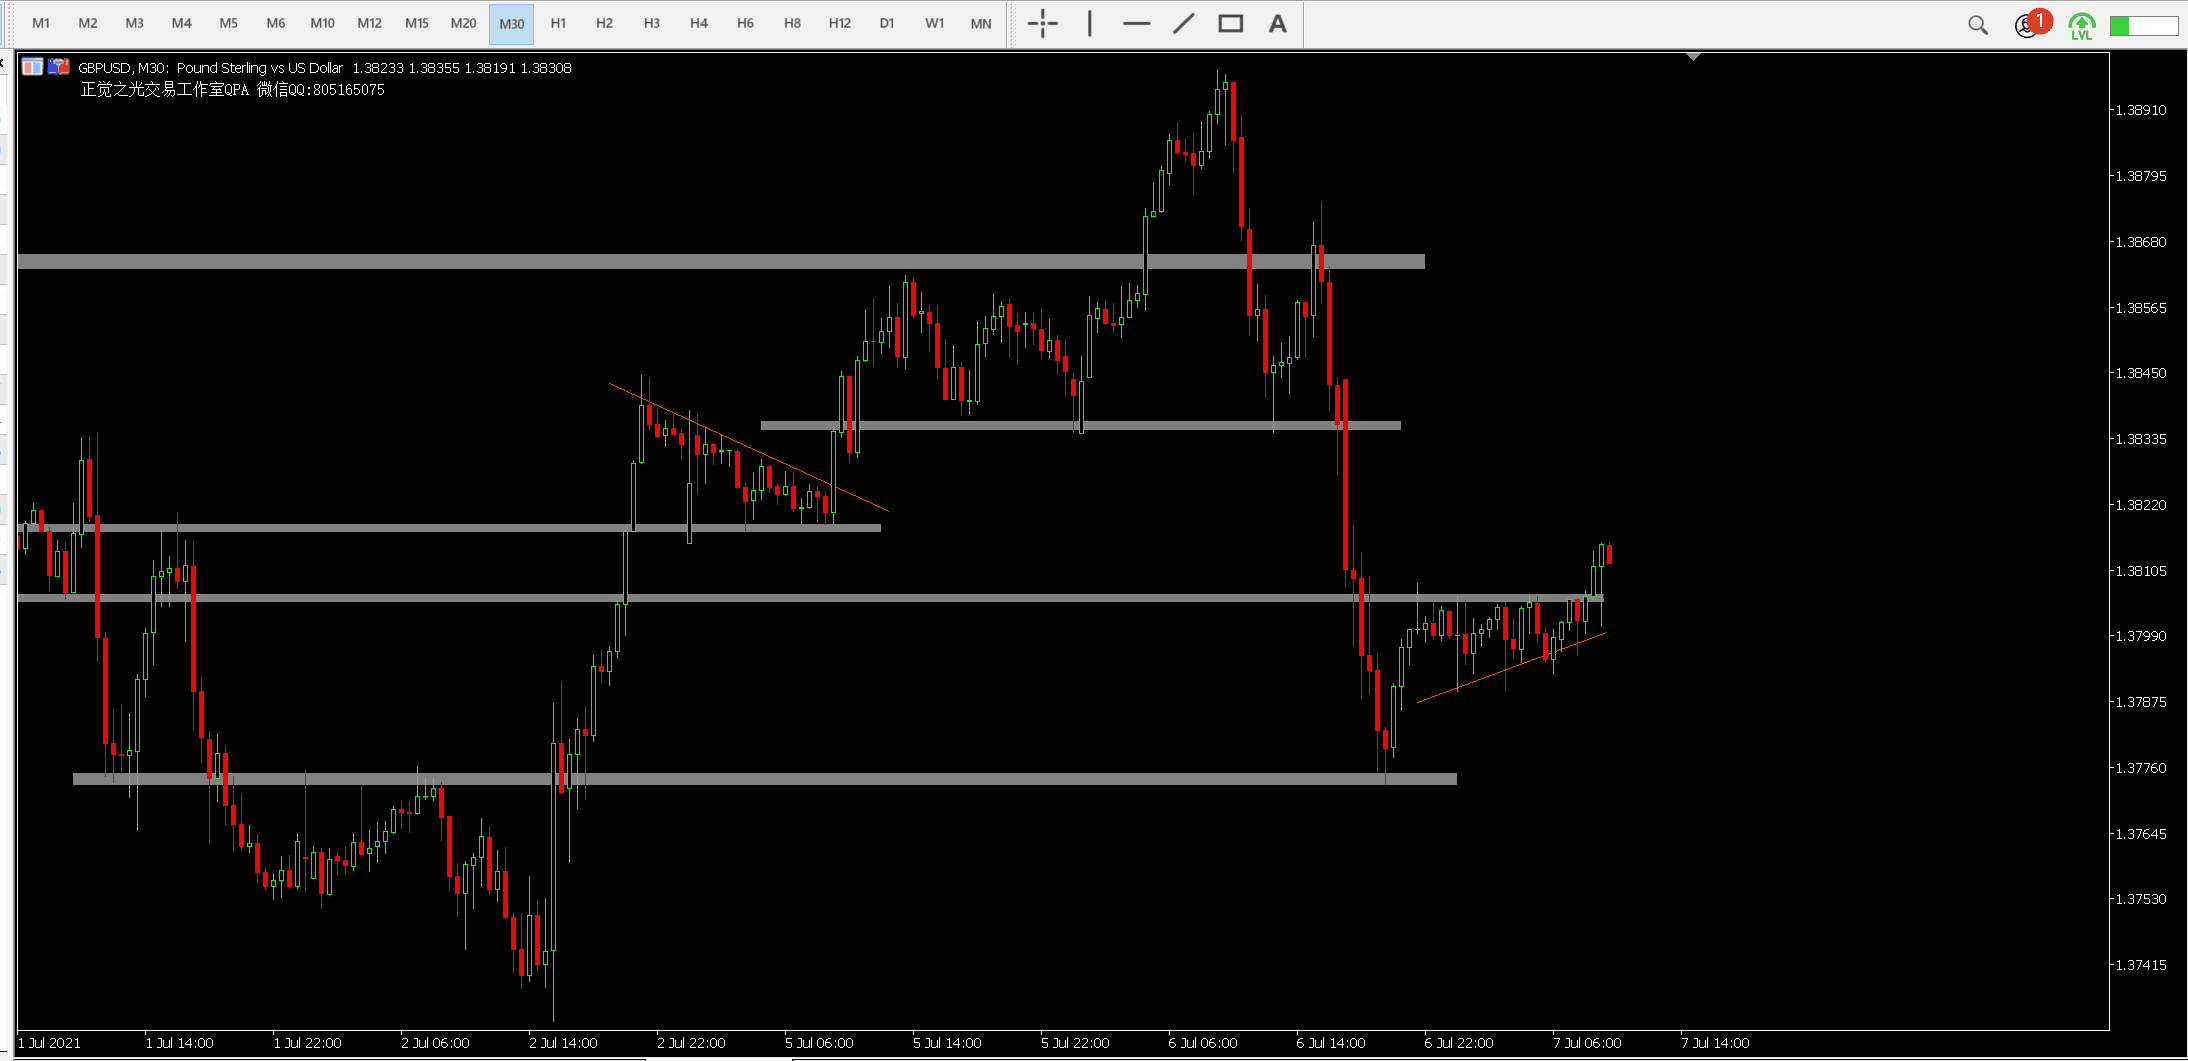 M1 M2 M3 M4 M5 M6 M10 M12 M15 M20 M30 H1 H2 H3 H4 H6 H8 H12 D1 W1 MN A 1
LVL
GBPUSD, M30: Pound Sterling vs US Dollar 1.38233 1.38355 1.38191 1.38308
正觉之光交易工作室QPA 微信QQ:805165075
1.38910
1.38795
1.38680
1.38565
1.38450
1.38335
1.38220
1.38105
1.37990
1.37875
1.37760
1.37645
1.37530
1.37415
1 Jul 2021 1 Jul 14:00 1 Jul 22:00 2 Jul 06:00 2 Jul 14:00 2 Jul 22:00 5 Jul 06:00 5 Jul 14:00 5 Jul 22:00 6 Jul 06:00 6 Jul 14:00 6 Jul 22:00 7 Jul 06:00 7 Jul 14:00